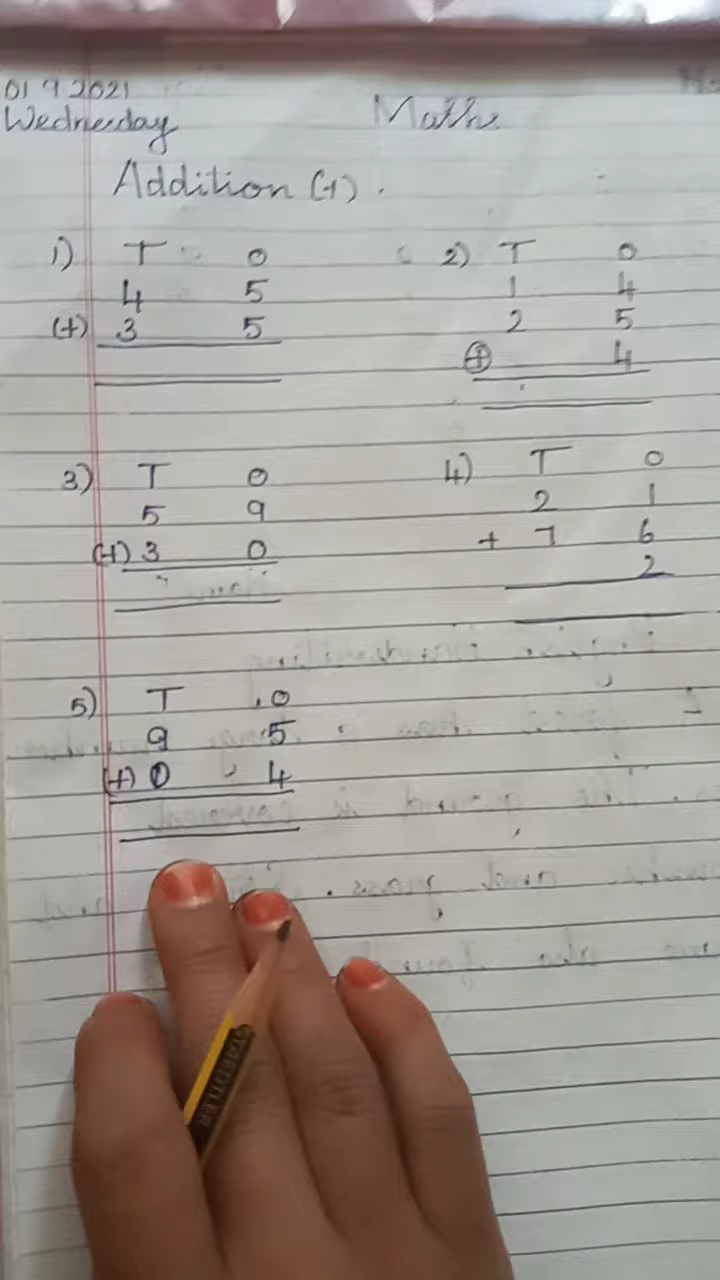 01 9 2021
Wednesday Maths
Addition (+).
1) T O
4 5
(+) 3 5
2) T O
1 4
2 5
+ 4
3) T O
5 9
(+) 3 0
4) T O
2 1
+ 7 6
2
5) T O
9 5
(+) 0 4
STAEDTLER